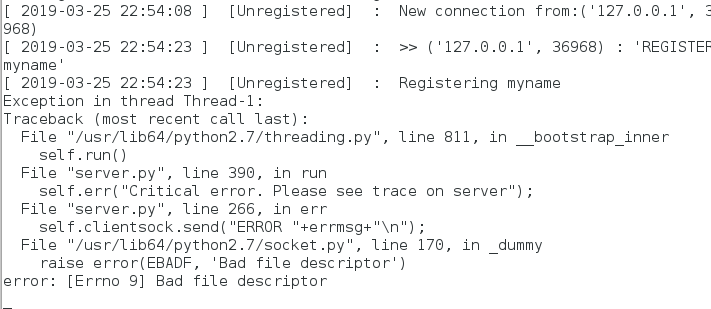 [ 2019-03-25 22:54:08 ]  [Unregistered]  :  New connection from:('127.0.0.1', 3
968)
[ 2019-03-25 22:54:23 ]  [Unregistered]  :  >> ('127.0.0.1', 36968) : 'REGISTER
myname'
[ 2019-03-25 22:54:23 ]  [Unregistered]  :  Registering myname
Exception in thread Thread-1:
Traceback (most recent call last):
  File "/usr/lib64/python2.7/threading.py", line 811, in __bootstrap_inner
    self.run()
  File "server.py", line 390, in run
    self.err("Critical error. Please see trace on server");
  File "server.py", line 266, in err
    self.clientsock.send("ERROR "+errmsg+"\n");
  File "/usr/lib64/python2.7/socket.py", line 170, in _dummy
    raise error(EBADF, 'Bad file descriptor')
error: [Errno 9] Bad file descriptor